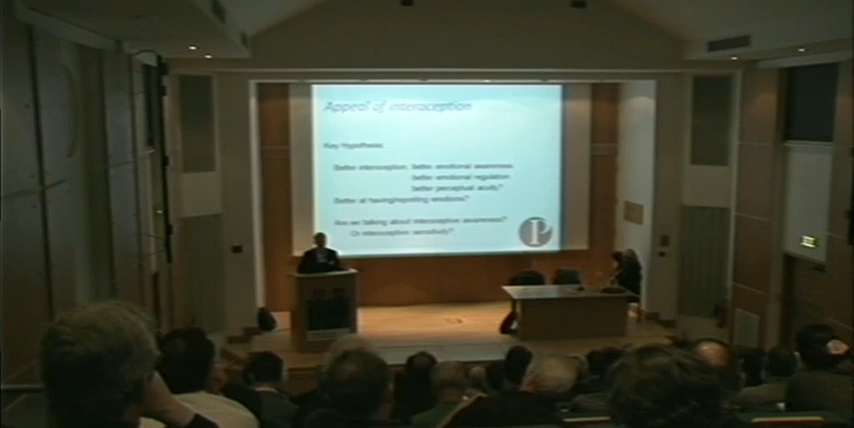 Appeal of interoception
Key Hypothesis:
Better interoception, better emotional awareness
better emotional regulation
better perceptual acuity?
Better at having/reporting emotions?
Are we talking about interoceptive awareness?
Or interoceptive sensitivity?
P